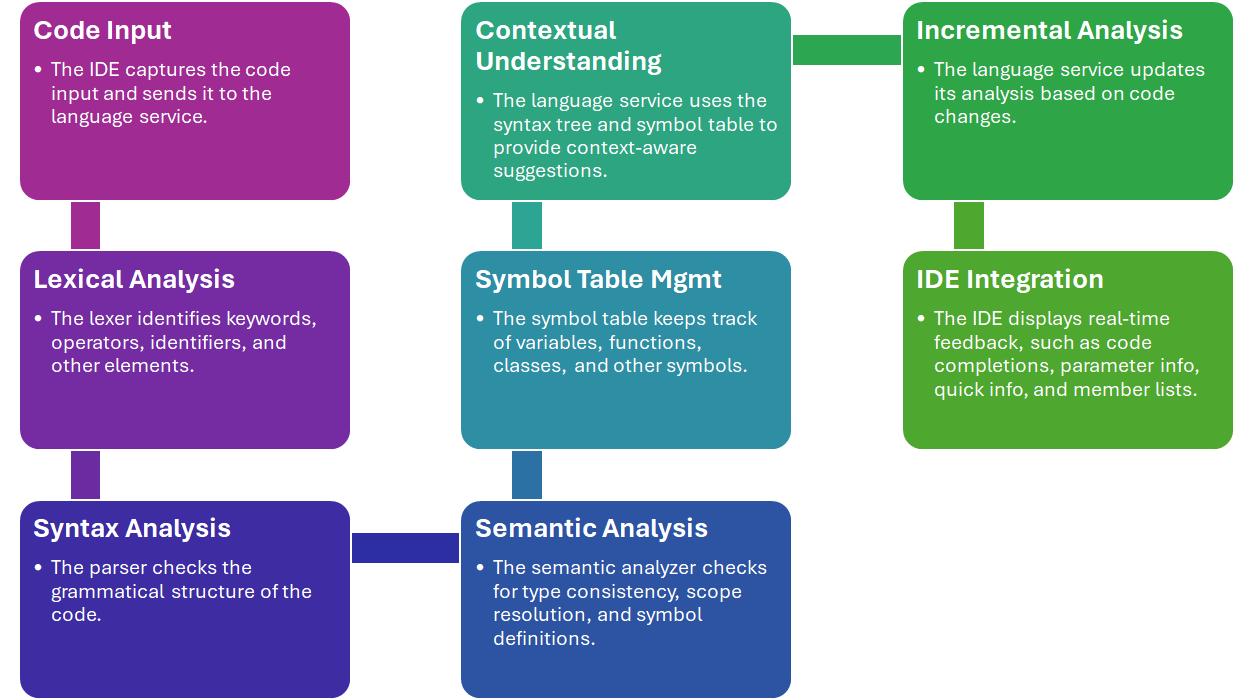 Code Input
• The IDE captures the code
input and sends it to the
language service.
Lexical Analysis
• The lexer identifies keywords,
operators, identifiers, and
other elements.
Syntax Analysis
• The parser checks the
grammatical structure of the
code.
Semantic Analysis
• The semantic analyzer checks
for type consistency, scope
resolution, and symbol
definitions.
Symbol Table Mgmt
• The symbol table keeps track
of variables, functions,
classes, and other symbols.
Contextual
Understanding
• The language service uses the
syntax tree and symbol table to
provide context-aware
suggestions.
Incremental Analysis
• The language service updates
its analysis based on code
changes.
IDE Integration
• The IDE displays real-time
feedback, such as code
completions, parameter info,
quick info, and member lists.